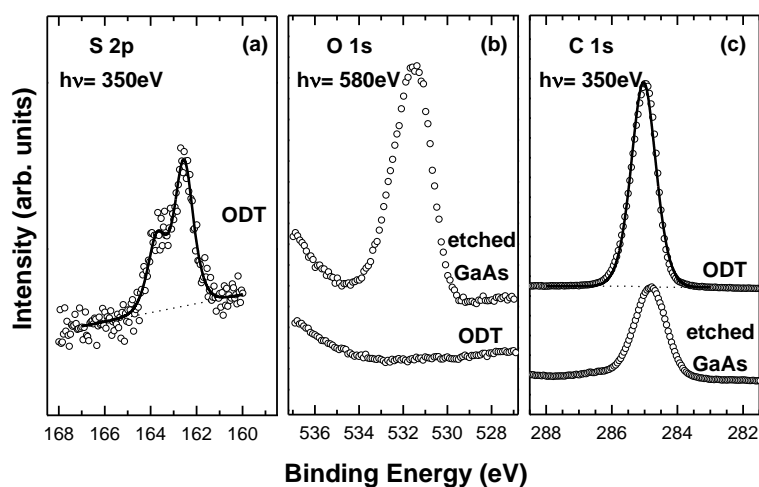 S 2p
(a)
hν= 350eV
ODT
O 1s
(b)
hν= 580eV
etched
GaAs
ODT
C 1s
(c)
hν= 350eV
ODT
etched
GaAs
Intensity (arb. units)
168 166 164 162 160
536 534 532 530 528
288 286 284 282
Binding Energy (eV)